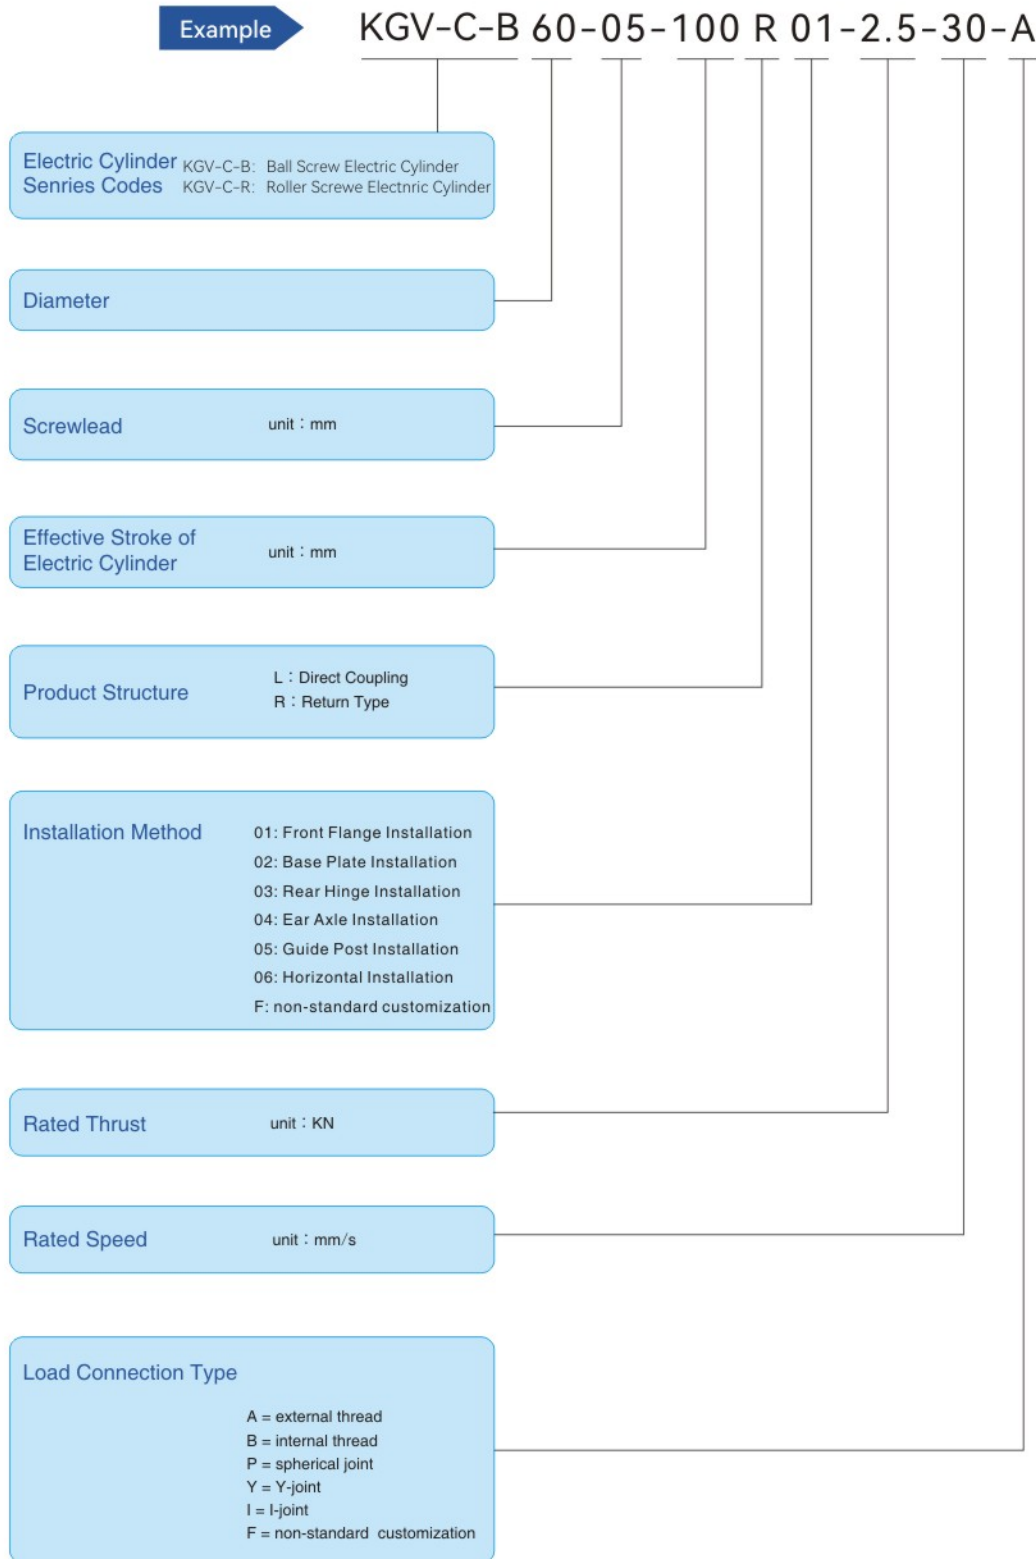 Example
KGV-C-B 60-05-100 R 01-2.5-30-A
Electric Cylinder
Senries Codes
KGV-C-B: Ball Screw Electric Cylinder
KGV-C-R: Roller Screwe Electnric Cylinder
Diameter
Screwlead
unit：mm
Effective Stroke of
Electric Cylinder
unit：mm
Product Structure
L：Direct Coupling
R：Return Type
Installation Method
01: Front Flange Installation
02: Base Plate Installation
03: Rear Hinge Installation
04: Ear Axle Installation
05: Guide Post Installation
06: Horizontal Installation
F: non-standard customization
Rated Thrust
unit：KN
Rated Speed
unit：mm/s
Load Connection Type
A = external thread
B = internal thread
P = spherical joint
Y = Y-joint
I = I-joint
F = non-standard customization